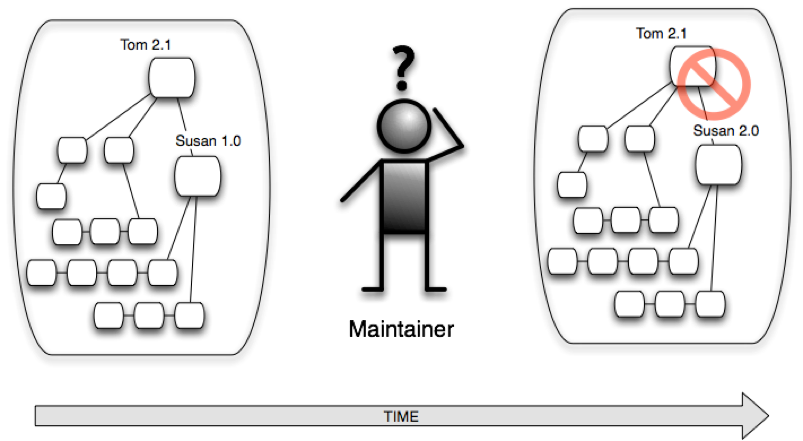 Tom 2.1
Susan 1.0
?
Maintainer
Tom 2.1
Susan 2.0
TIME